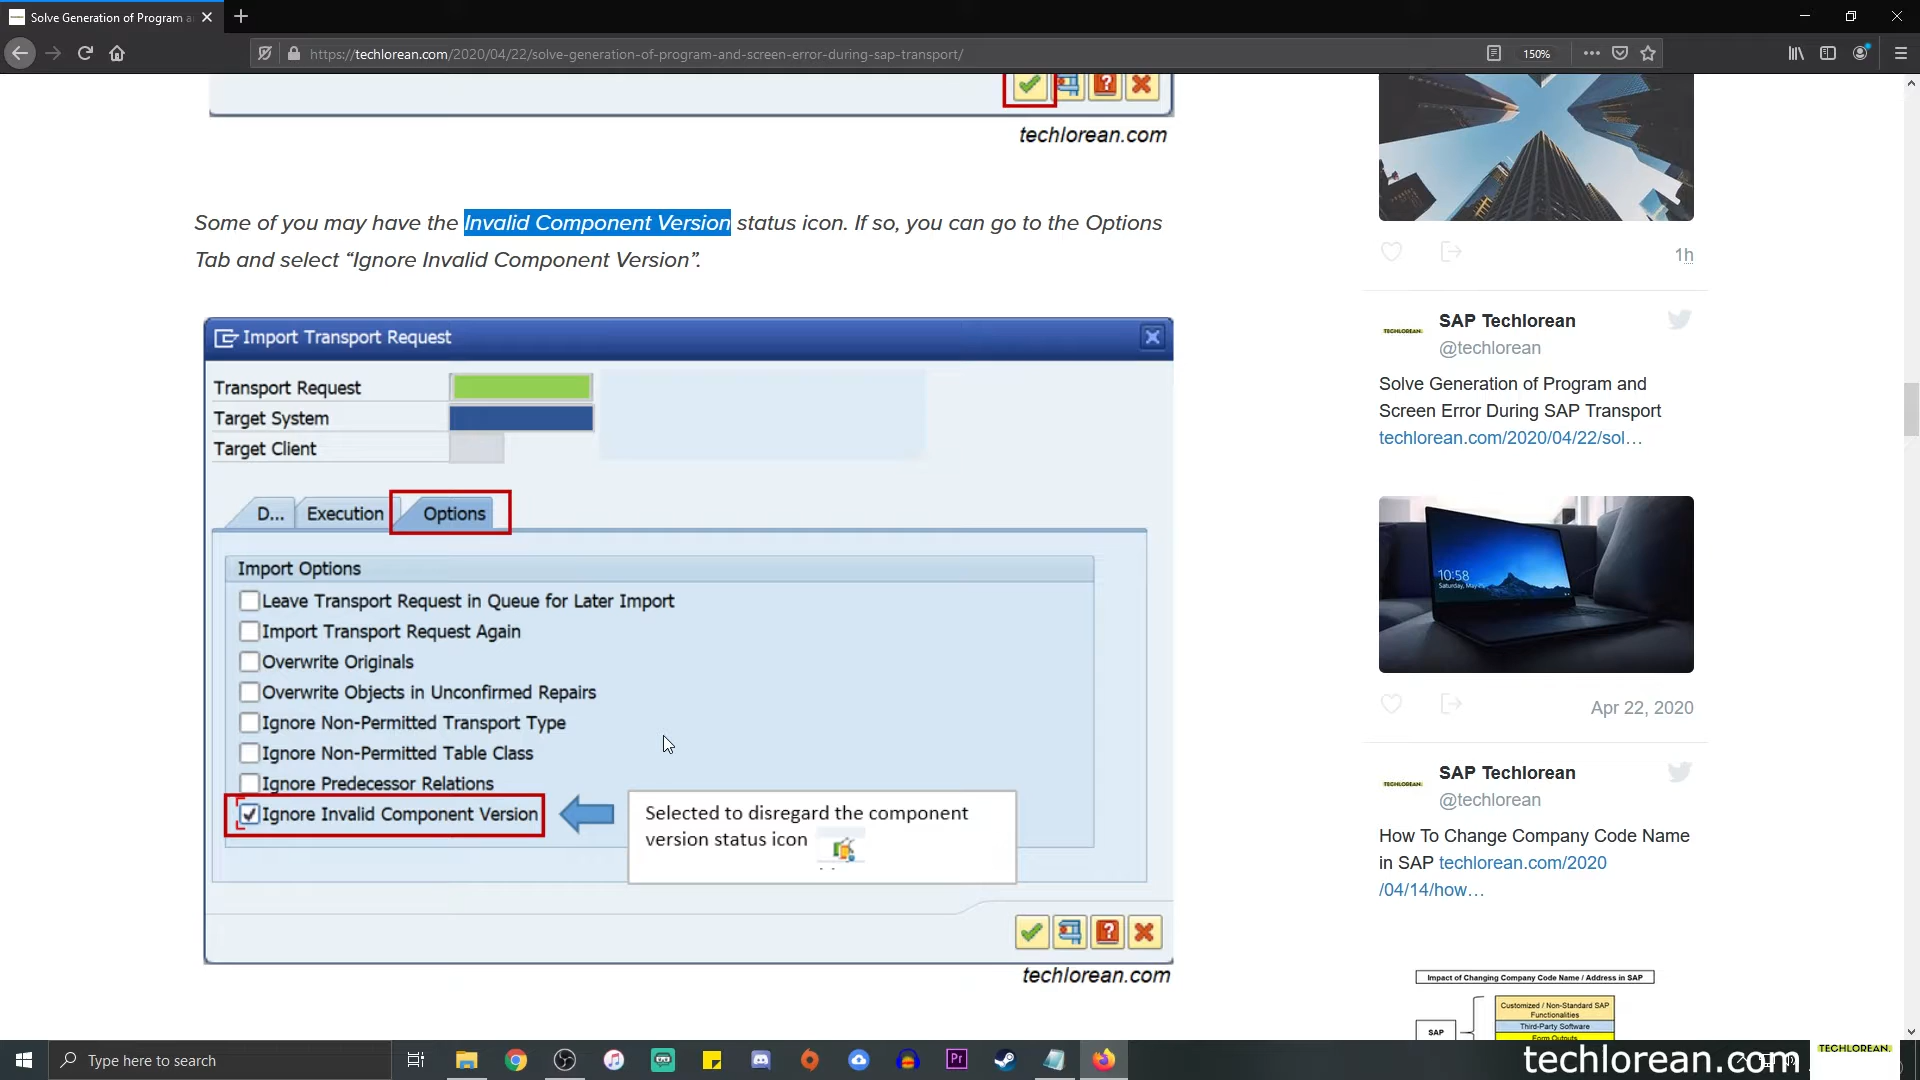 Solve Generation of Program a
https://techlorean.com/2020/04/22/solve-generation-of-program-and-screen-error-during-sap-transport/
150%
techlorean.com
Some of you may have the Invalid Component Version status icon. If so, you can go to the Options
Tab and select “Ignore Invalid Component Version”.
Import Transport Request
Transport Request
Target System
Target Client
D...
Execution
Options
Import Options
Leave Transport Request in Queue for Later Import
Import Transport Request Again
Overwrite Originals
Overwrite Objects in Unconfirmed Repairs
Ignore Non-Permitted Transport Type
Ignore Non-Permitted Table Class
Ignore Predecessor Relations
Ignore Invalid Component Version
Selected to disregard the component
version status icon
techlorean.com
1h
TECHLOREAN.
SAP Techlorean
@techlorean
Solve Generation of Program and
Screen Error During SAP Transport
techlorean.com/2020/04/22/sol…
10:58
Apr 22, 2020
TECHLOREAN.
SAP Techlorean
@techlorean
How To Change Company Code Name
in SAP techlorean.com/2020
/04/14/how…
Impact of Changing Company Code Name / Address in SAP
Customized / Non-Standard SAP
Functionalities
Third-Party Software
Form Outputs
SAP
Type here to search
Pr
techlorean.com
TECHLOREAN.